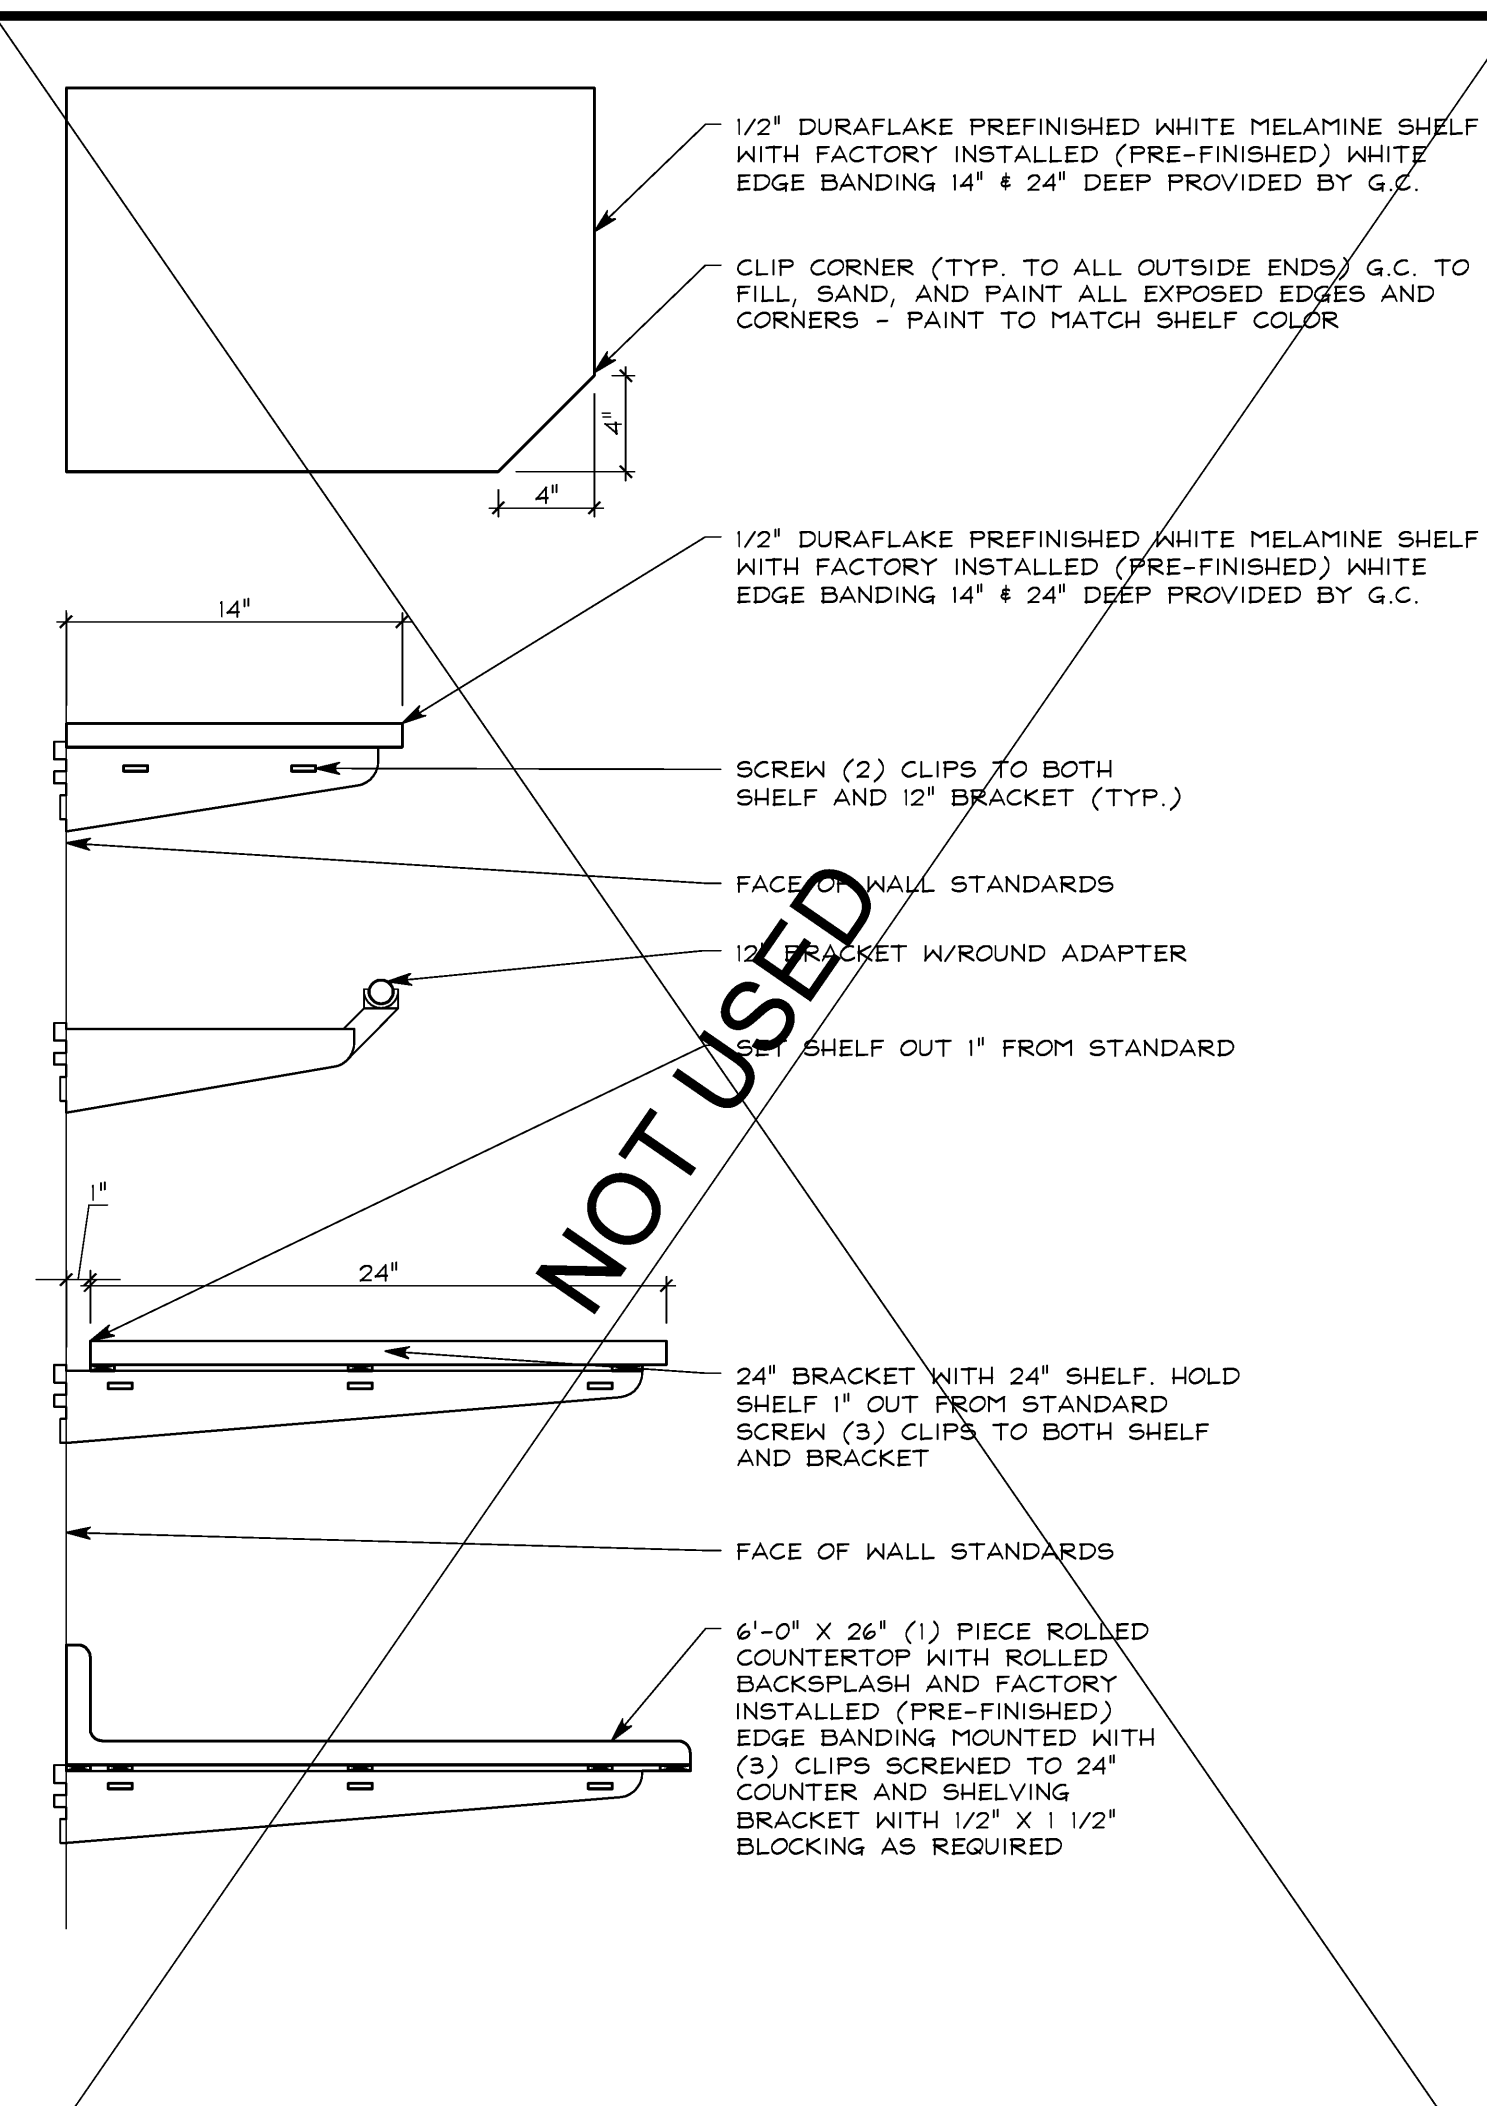 1/2" DURAFLAKE PREFINISHED WHITE MELAMINE SHELF
WITH FACTORY INSTALLED (PRE-FINISHED) WHITE
EDGE BANDING 14" & 24" DEEP PROVIDED BY G.C.
CLIP CORNER (TYP. TO ALL OUTSIDE ENDS) G.C. TO
FILL, SAND, AND PAINT ALL EXPOSED EDGES AND
CORNERS - PAINT TO MATCH SHELF COLOR
4"
4"
1/2" DURAFLAKE PREFINISHED WHITE MELAMINE SHELF
WITH FACTORY INSTALLED (PRE-FINISHED) WHITE
EDGE BANDING 14" & 24" DEEP PROVIDED BY G.C.
14"
SCREW (2) CLIPS TO BOTH
SHELF AND 12" BRACKET (TYP.)
FACE OF WALL STANDARDS
12" BRACKET W/ROUND ADAPTER
SET SHELF OUT 1" FROM STANDARD
NOT USED
1"
24"
24" BRACKET WITH 24" SHELF. HOLD
SHELF 1" OUT FROM STANDARD
SCREW (3) CLIPS TO BOTH SHELF
AND BRACKET
FACE OF WALL STANDARDS
6'-0" X 26" (1) PIECE ROLLED
COUNTERTOP WITH ROLLED
BACKSPLASH AND FACTORY
INSTALLED (PRE-FINISHED)
EDGE BANDING MOUNTED WITH
(3) CLIPS SCREWED TO 24"
COUNTER AND SHELVING
BRACKET WITH 1/2" X 1 1/2"
BLOCKING AS REQUIRED